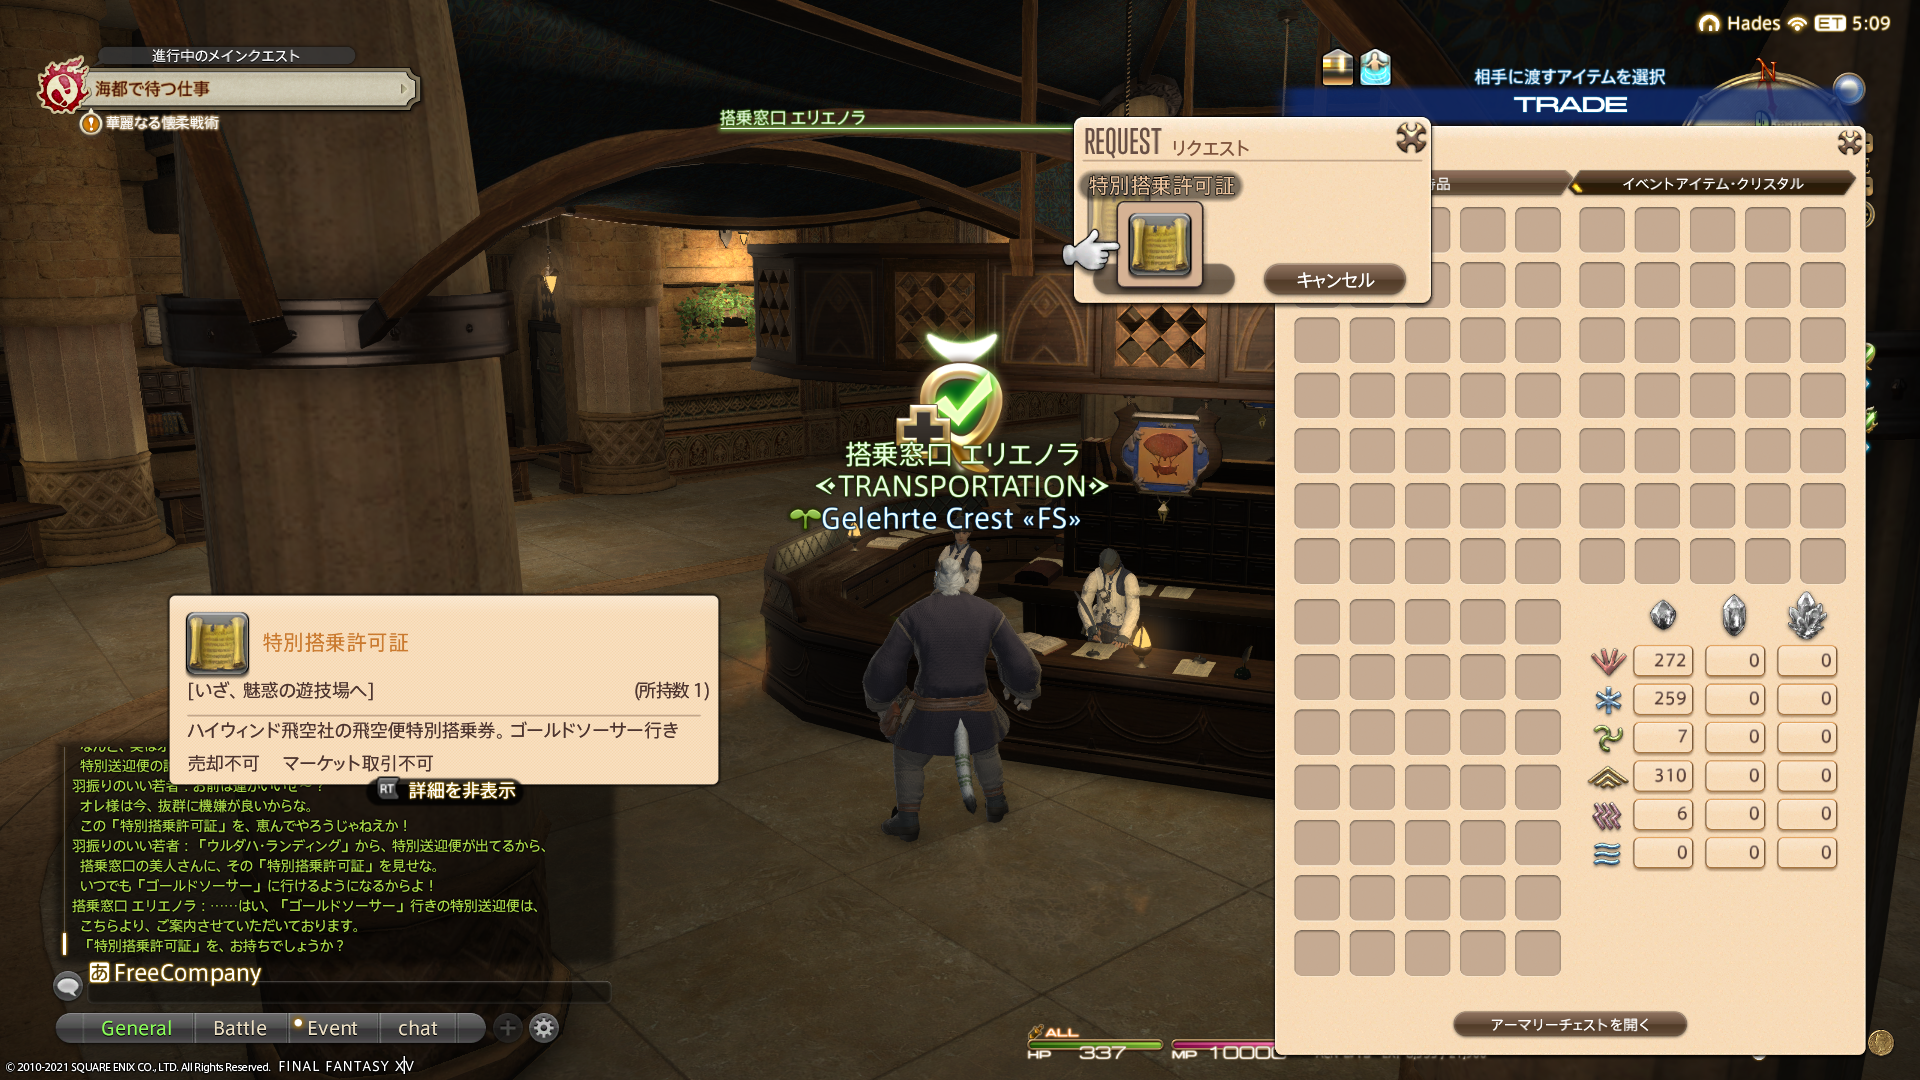 進行中のメインクエスト
海都で待つ仕事
華麗なる懐柔戦術
Hades ET 5:09
相手に渡すアイテムを選択
TRADE
N
搭乗窓口 エリエノラ
REQUEST リクエスト
特別搭乗許可証
キャンセル
イベントアイテム・クリスタル
搭乗窓口 エリエノラ
<TRANSPORTATION>
Gelehrte Crest «FS»
特別搭乗許可証
[いざ、魅惑の遊技場へ] (所持数 1)
ハイウィンド飛空社の飛空便特別搭乗券。ゴールドソーサー行き
売却不可 マーケット取引不可
RT 詳細を非表示
272 0 0
259 0 0
7 0 0
310 0 0
6 0 0
0 0 0
アーマリーチェストを開く
オレ様は今、抜群に機嫌が良いからな。
この「特別搭乗許可証」を、恵んでやろうじゃねえか！
羽振りのいい若者：「ウルダハ・ランディング」から、特別送迎便が出てるから、
搭乗窓口の美人さんに、その「特別搭乗許可証」を見せな。
いつでも「ゴールドソーサー」に行けるようになるからよ！
搭乗窓口 エリエノラ：……はい、「ゴールドソーサー」行きの特別送迎便は、
こちらより、ご案内させていただいております。
「特別搭乗許可証」を、お持ちでしょうか？
あ FreeCompany
General Battle Event chat
ALL
HP 337 MP 10000
© 2010-2021 SQUARE ENIX CO., LTD. All Rights Reserved. FINAL FANTASY XIV